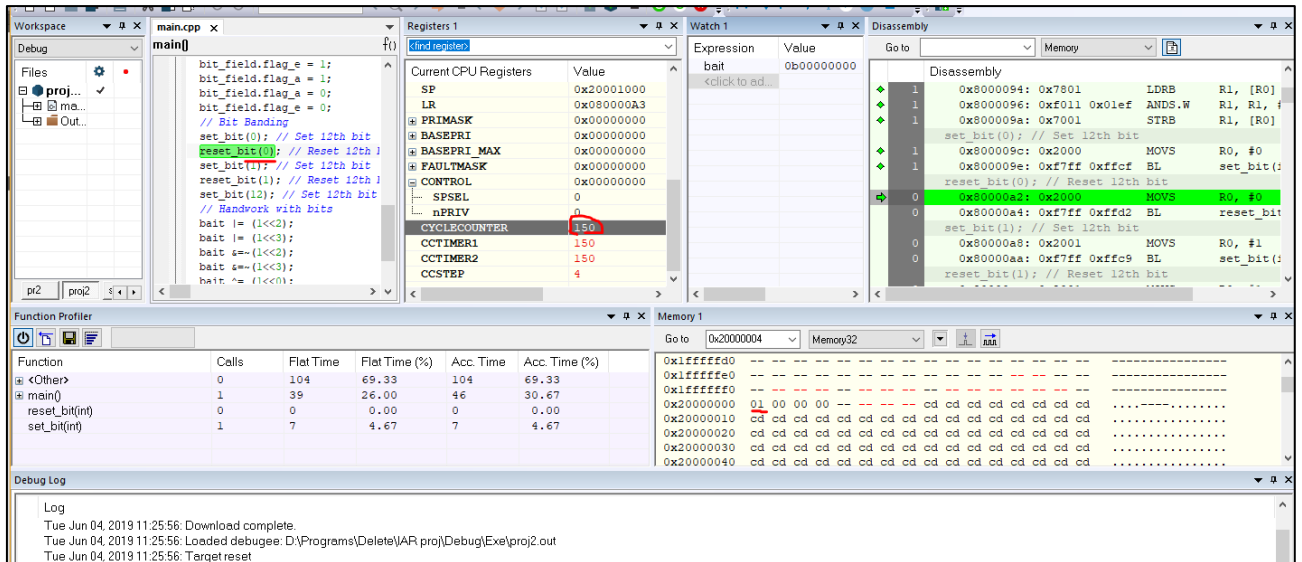 Workspace
Debug
Files
proj...
ma...
Out...
pr2 proj2
main.cpp
main() f()
bit_field.flag_e = 1;
bit_field.flag_a = 1;
bit_field.flag_a = 0;
bit_field.flag_e = 0;
// Bit Banding
set_bit(0); // Set 12th bit
reset_bit(0); // Reset 12th
set_bit(1); // Set 12th bit
reset_bit(1); // Reset 12th
set_bit(12); // Set 12th bit
// Handwork with bits
bait |= (1<<2);
bait |= (1<<3);
bait &=~(1<<2);
bait &=~(1<<3);
bait ^= (1<<0);
Registers 1
<find register>
Current CPU Registers Value
SP 0x20001000
LR 0x080000A3
PRIMASK 0x00000000
BASEPRI 0x00000000
BASEPRI_MAX 0x00000000
FAULTMASK 0x00000000
CONTROL 0x00000000
SPSEL 0
nPRIV 0
CYCLECOUNTER 150
CCTIMER1 150
CCTIMER2 150
CCSTEP 4
Watch 1
Expression Value
bait 0b00000000
<click to ad...
Disassembly
Go to Memory
Disassembly
1 0x8000094: 0x7801 LDRB R1, [R0]
1 0x8000096: 0xf011 0x01ef ANDS.W R1, R1,
1 0x800009a: 0x7001 STRB R1, [R0]
set_bit(0); // Set 12th bit
1 0x800009c: 0x2000 MOVS R0, #0
1 0x800009e: 0xf7ff 0xffcf BL set_bit(i
reset_bit(0); // Reset 12th bit
0 0x80000a2: 0x2000 MOVS R0, #0
0 0x80000a4: 0xf7ff 0xffd2 BL reset_bit
set_bit(1); // Set 12th bit
0 0x80000a8: 0x2001 MOVS R0, #1
0 0x80000aa: 0xf7ff 0xffc9 BL set_bit(i
reset_bit(1); // Reset 12th bit
Function Profiler
Function Calls Flat Time Flat Time (%) Acc. Time Acc. Time (%)
<Other> 0 104 69.33 104 69.33
main() 1 39 26.00 46 30.67
reset_bit(int) 0 0 0.00 0 0.00
set_bit(int) 1 7 4.67 7 4.67
Memory 1
Go to 0x20000004 Memory32
0x1fffffd0 -- -- -- -- -- -- -- -- -- -- -- -- -- -- -- -- ----------------
0x1fffffe0 -- -- -- -- -- -- -- -- -- -- -- -- -- -- -- -- ----------------
0x1ffffff0 -- -- -- -- -- -- -- -- -- -- -- -- -- -- -- -- ----------------
0x20000000 01 00 00 00 -- -- -- -- cd cd cd cd cd cd cd cd ....----........
0x20000010 cd cd cd cd cd cd cd cd cd cd cd cd cd cd cd cd ................
0x20000020 cd cd cd cd cd cd cd cd cd cd cd cd cd cd cd cd ................
0x20000030 cd cd cd cd cd cd cd cd cd cd cd cd cd cd cd cd ................
0x20000040 cd cd cd cd cd cd cd cd cd cd cd cd cd cd cd cd ................
Debug Log
Log
Tue Jun 04, 2019 11:25:56: Download complete.
Tue Jun 04, 2019 11:25:56: Loaded debugee: D:\Programs\Delete\IAR proj\Debug\Exe\proj2.out
Tue Jun 04, 2019 11:25:56: Target reset